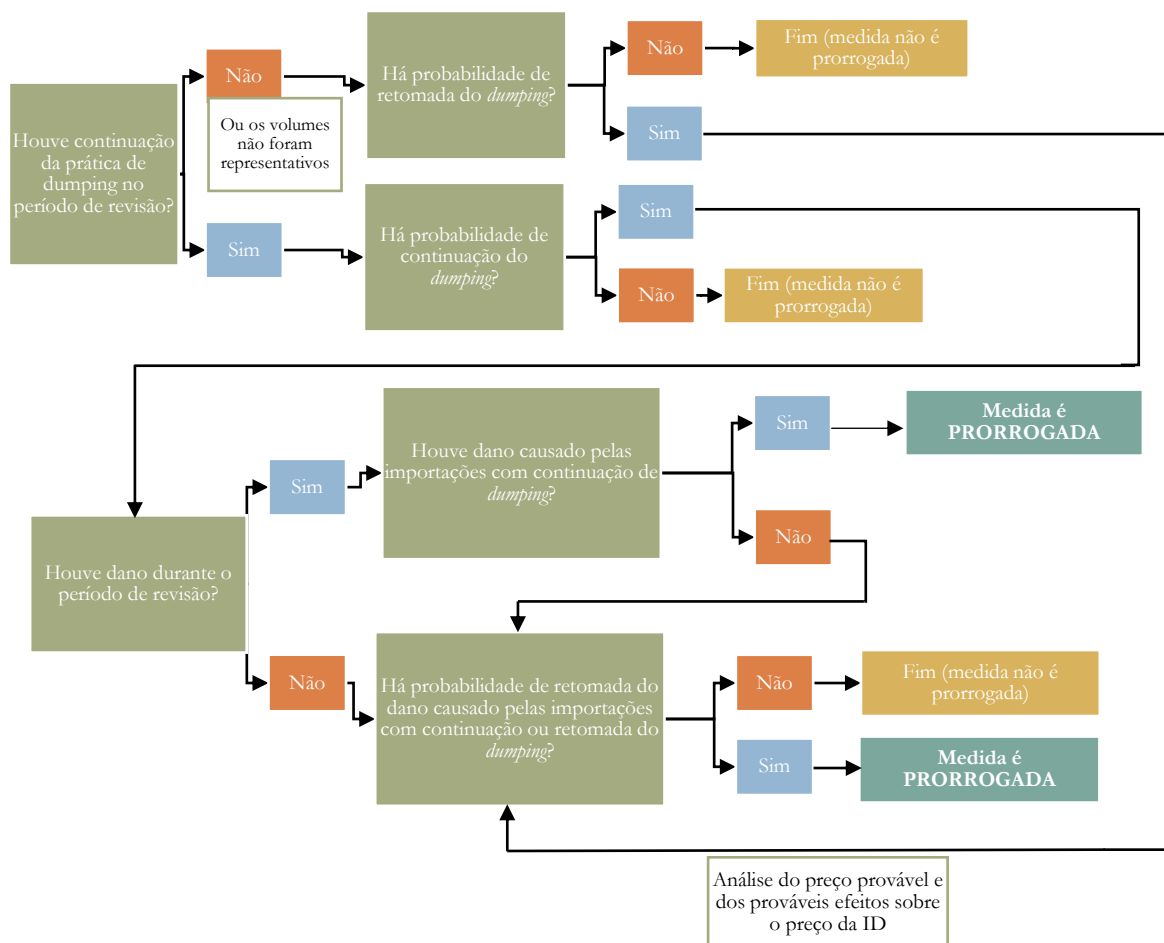 Não
Ou os volumes
não foram
representativos
Houve continuação
da prática de
dumping no
período de revisão?
Sim
Há probabilidade de
retomada do dumping?
Não
Fim (medida não é
prorrogada)
Sim
Há probabilidade de
continuação do
dumping?
Sim
Não
Fim (medida não é
prorrogada)
Houve dano durante o
período de revisão?
Sim
Houve dano causado pelas
importações com continuação de
dumping?
Sim
Medida é
PRORROGADA
Não
Não
Há probabilidade de retomada do
dano causado pelas importações
com continuação ou retomada do
dumping?
Não
Fim (medida não é
prorrogada)
Sim
Medida é
PRORROGADA
Análise do preço provável e
dos prováveis efeitos sobre
o preço da ID